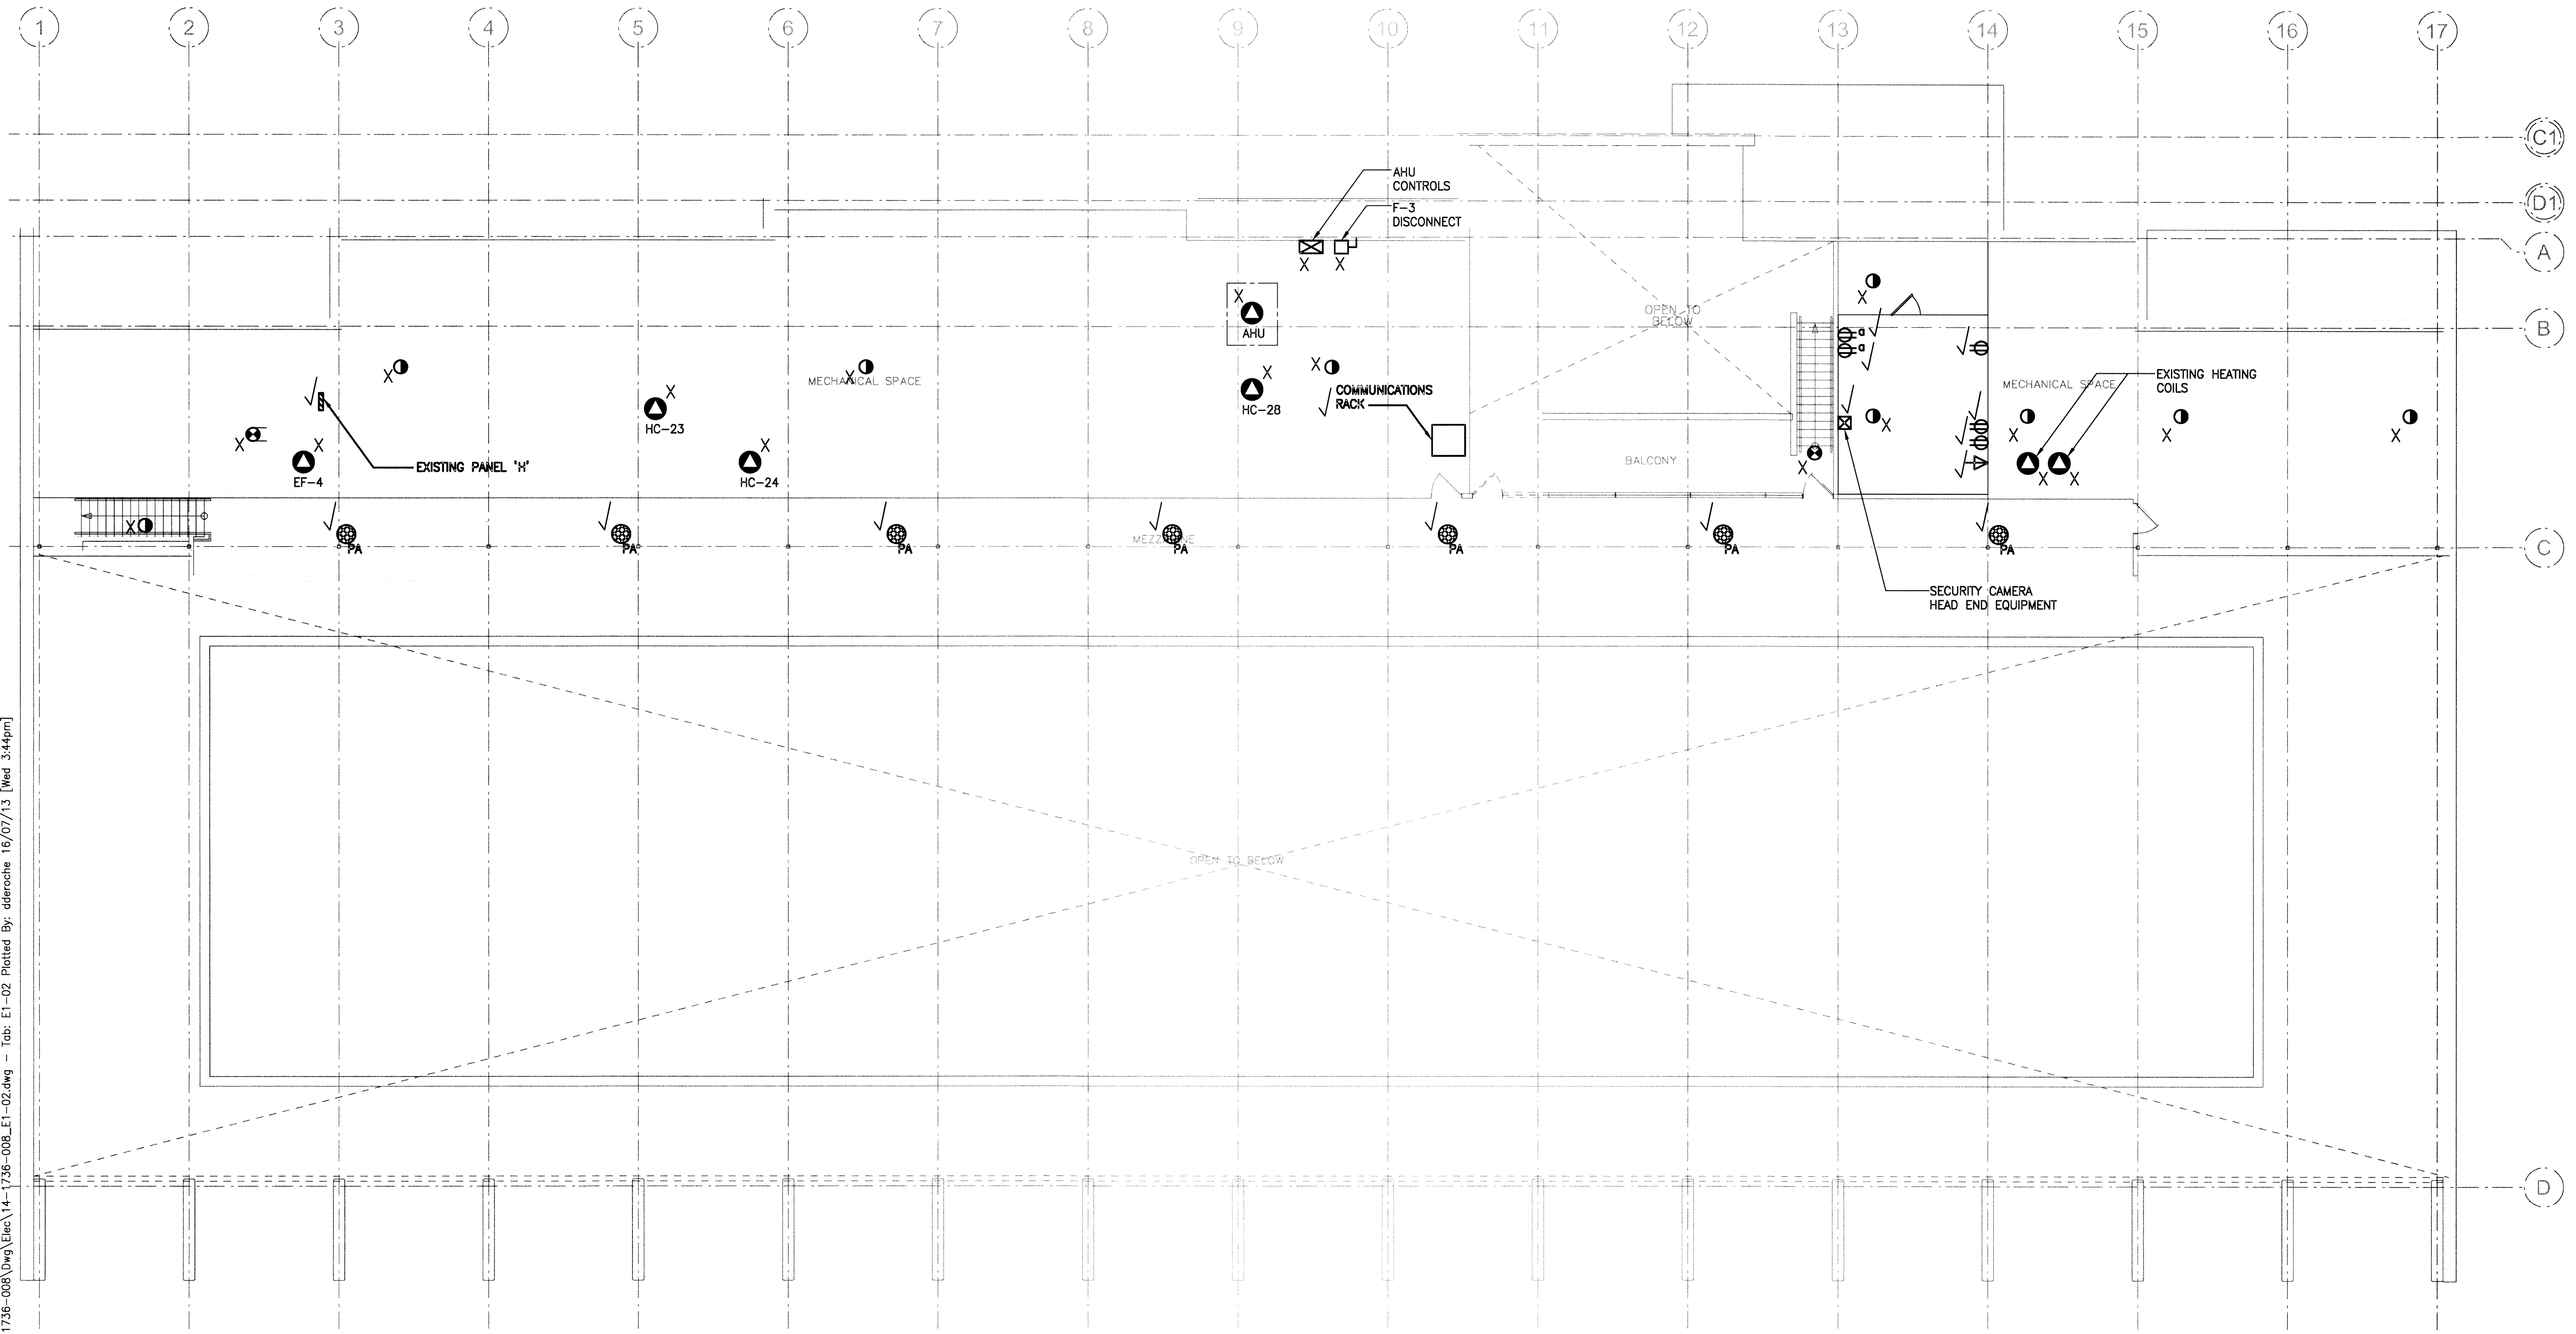 1 2 3 4 5 6 7 8 9 10 11 12 13 14 15 16 17
C1
D1
A
B
C
D
AHU
CONTROLS
F-3
DISCONNECT
X X
X
AHU
OPEN TO
BELOW
X
X
X
X
MECHANICAL SPACE
X
HC-23
X
X
HC-28
COMMUNICATIONS
RACK
MECHANICAL SPACE
EXISTING HEATING
COILS
X
X
EF-4
EXISTING PANEL "H"
X
HC-24
BALCONY
X
X
X
X
X
X
X
X
PA
PA
PA
PA
PA
PA
PA
MEZZANINE
SECURITY CAMERA
HEAD END EQUIPMENT
OPEN TO BELOW
1736-008\Dwg\Elec\14-1736-008_E1-02.dwg - Tab: E1-02 Plotted By: dderoche 16/07/13 [Wed 3:44pm]